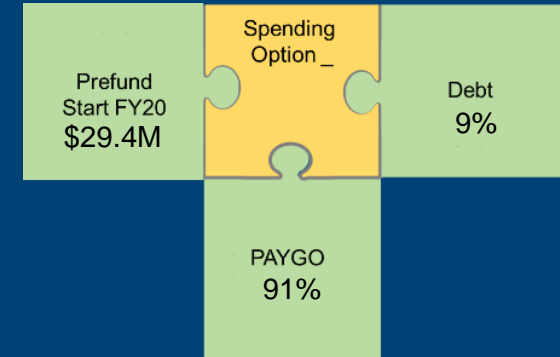 Spending
Option _
Prefund
Start FY20
$29.4M
Debt
9%
PAYGO
91%